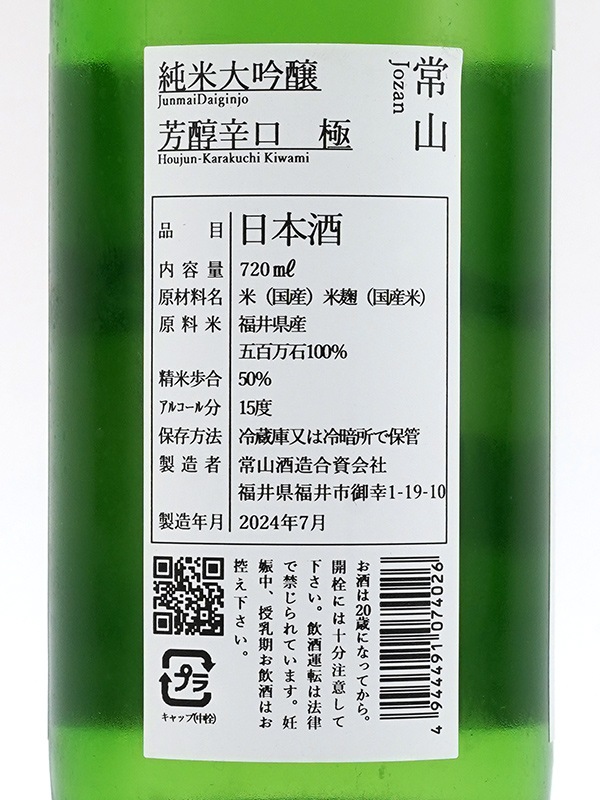 常山
Jozan
純米大吟醸
JunmaiDaiginjo
芳醇辛口 極
Houjun-Karakuchi Kiwami
品目 日本酒
内容量 720㎖
原材料名 米（国産）米麹（国産米）
原料米 福井県産
五百万石100%
精米歩合 50%
ｱﾙｺｰﾙ分 15度
保存方法 冷蔵庫又は冷暗所で保管
製造者 常山酒造合資会社
福井県福井市御幸1-19-10
製造年月 2024年7月
お酒は20歳になってから。
開栓には十分注意して
下さい。飲酒運転は法律
で禁じられています。妊
娠中、授乳期お飲酒はお
控え下さい。
プラ
キャップ(中栓)
4944491074026